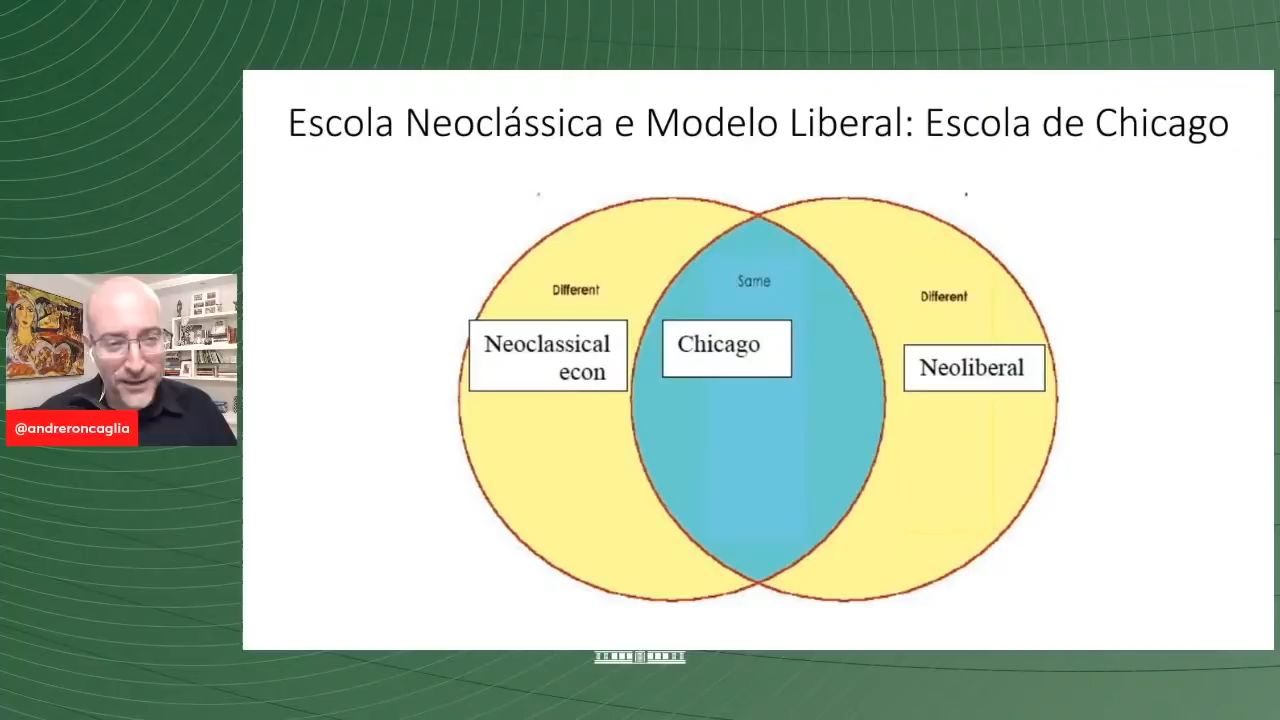 Escola Neoclássica e Modelo Liberal: Escola de Chicago
Different
Same
Different
Neoclassical
econ
Chicago
Neoliberal
@andreroncaglia